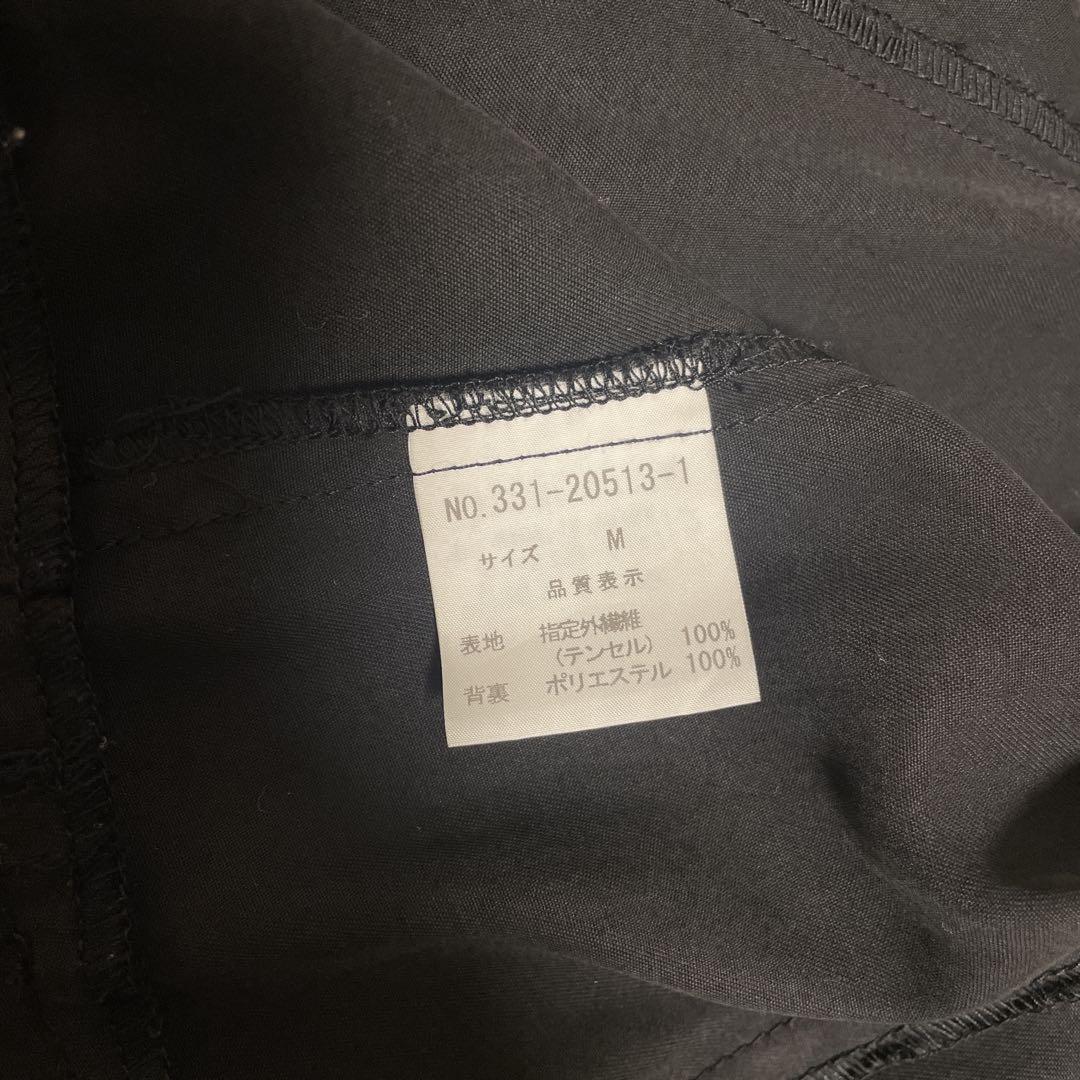 NO.331-20513-1
サイズ M
品質表示
表地 指定外繊維
(テンセル) 100%
背裏 ポリエステル 100%